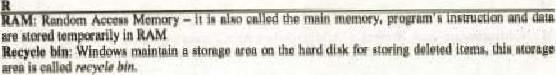 R
RAM: Random Access Memory – it is also called the main memory, program's instruction and data
are stored temporarily in RAM
Recycle bin: Windows maintain a storage area on the hard disk for storing deleted items, this storage
area is called recycle bin.